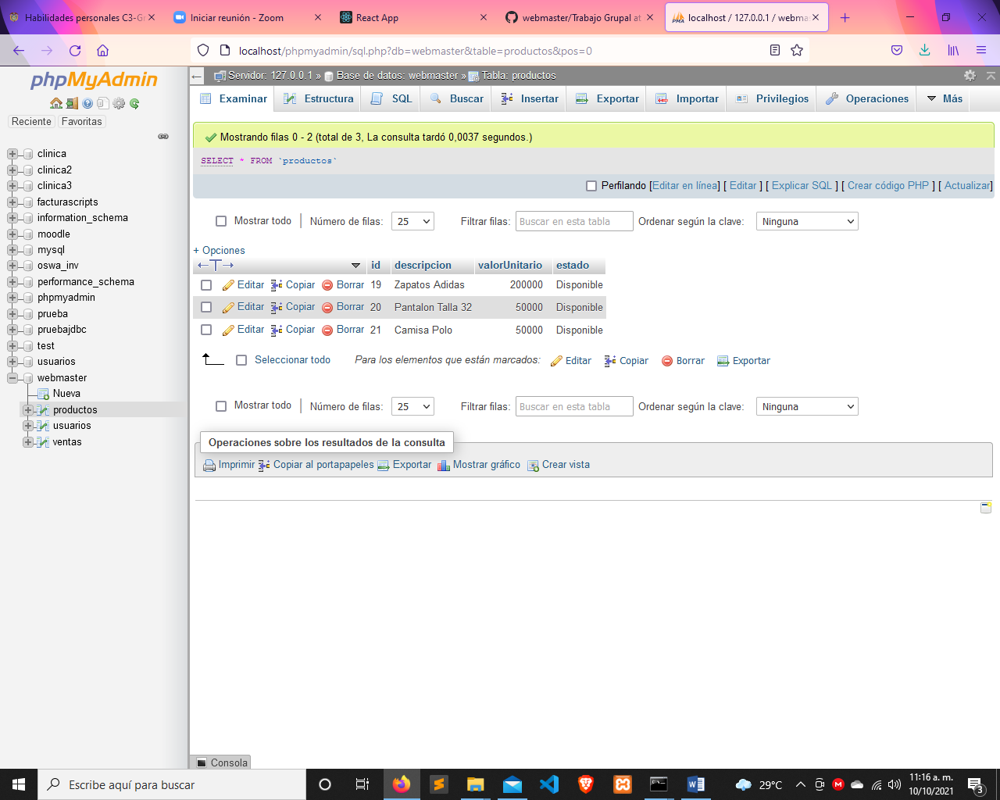 Habilidades personales C3-Gr
Iniciar reunión - Zoom
React App
webmaster/Trabajo Grupal at
localhost / 127.0.0.1 / webmas
localhost/phpmyadmin/sql.php?db=webmaster&table=productos&pos=0
phpMyAdmin
Reciente Favoritas
clinica
clinica2
clinica3
facturascripts
information_schema
moodle
mysql
oswa_inv
performance_schema
phpmyadmin
prueba
pruebajdbc
test
usuarios
webmaster
Nueva
productos
usuarios
ventas
Servidor: 127.0.0.1 » Base de datos: webmaster » Tabla: productos
Examinar Estructura SQL Buscar Insertar Exportar Importar Privilegios Operaciones Más
Mostrando filas 0 - 2 (total de 3, La consulta tardó 0,0037 segundos.)
SELECT * FROM `productos`
Perfilando [Editar en línea] [ Editar ] [ Explicar SQL ] [ Crear código PHP ] [ Actualizar]
Mostrar todo Número de filas: 25 Filtrar filas: Buscar en esta tabla Ordenar según la clave: Ninguna
+ Opciones
←T→ id descripcion valorUnitario estado
Editar Copiar Borrar 19 Zapatos Adidas 200000 Disponible
Editar Copiar Borrar 20 Pantalon Talla 32 50000 Disponible
Editar Copiar Borrar 21 Camisa Polo 50000 Disponible
Seleccionar todo Para los elementos que están marcados: Editar Copiar Borrar Exportar
Mostrar todo Número de filas: 25 Filtrar filas: Buscar en esta tabla Ordenar según la clave: Ninguna
Operaciones sobre los resultados de la consulta
Imprimir Copiar al portapapeles Exportar Mostrar gráfico Crear vista
Consola
Escribe aquí para buscar
29°C
11:16 a. m.
10/10/2021
3